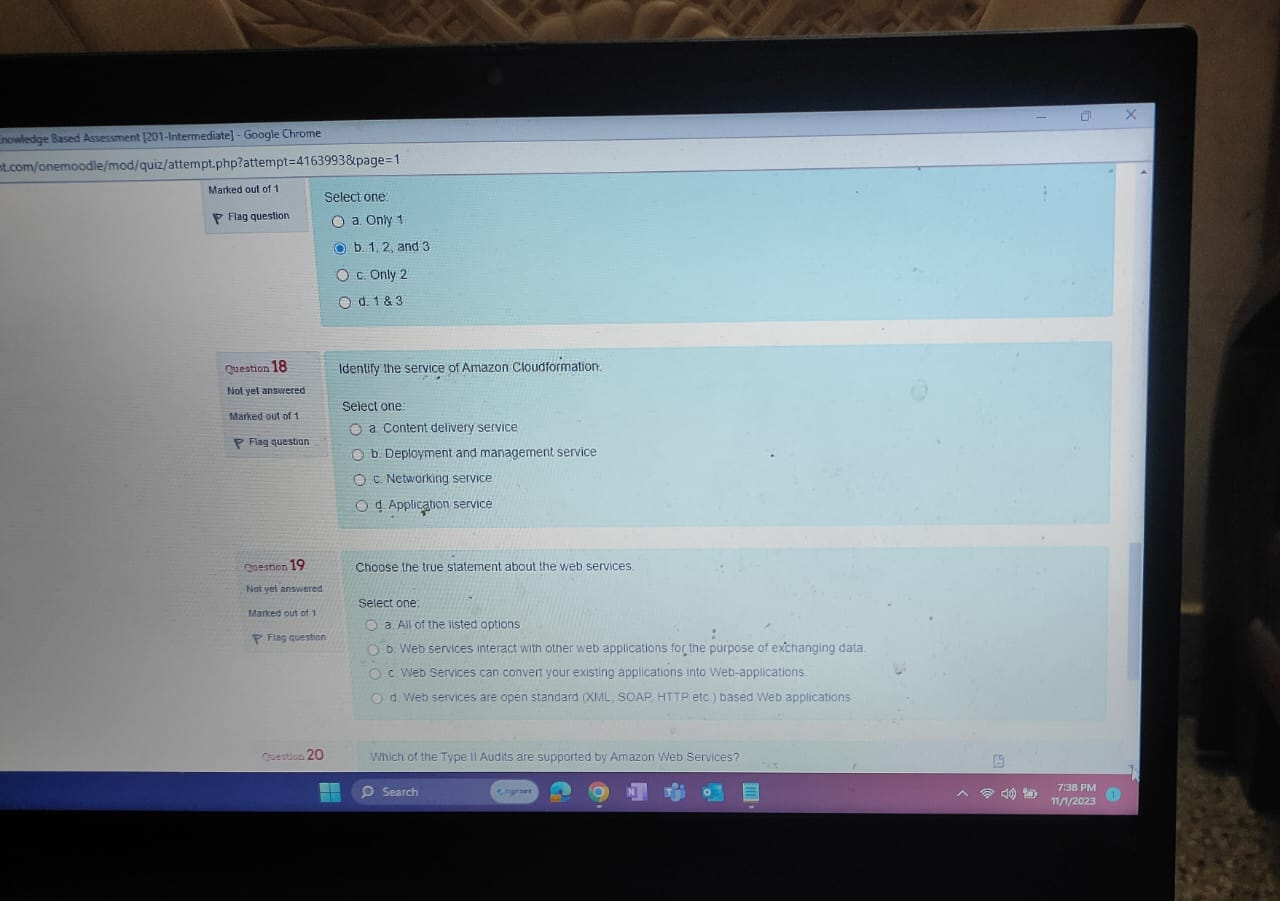 nowledge Based Assessment [201-Intermediate] - Google Chrome
nt.com/onemoodle/mod/quiz/attempt.php?attempt=4163993&page=1
Marked out of 1
Flag question
Select one:
a. Only 1
b. 1, 2, and 3
c. Only 2
d. 1 & 3
Question 18
Not yet answered
Marked out of 1
Flag question
Identify the service of Amazon Cloudformation.
Select one:
a. Content delivery service
b. Deployment and management service
c. Networking service
d. Application service
Question 19
Not yet answered
Marked out of 1
Flag question
Choose the true statement about the web services.
Select one:
a. All of the listed options
b. Web services interact with other web applications for the purpose of exchanging data.
c. Web Services can convert your existing applications into Web-applications.
d. Web services are open standard (XML, SOAP, HTTP etc.) based Web applications
Question 20
Which of the Type II Audits are supported by Amazon Web Services?
Search
7:38 PM
11/1/2023
1